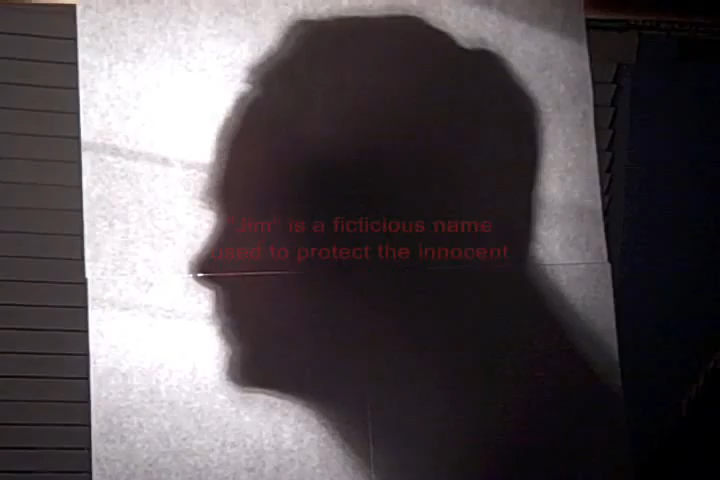 "Jim" is a ficticious name
used to protect the innocent